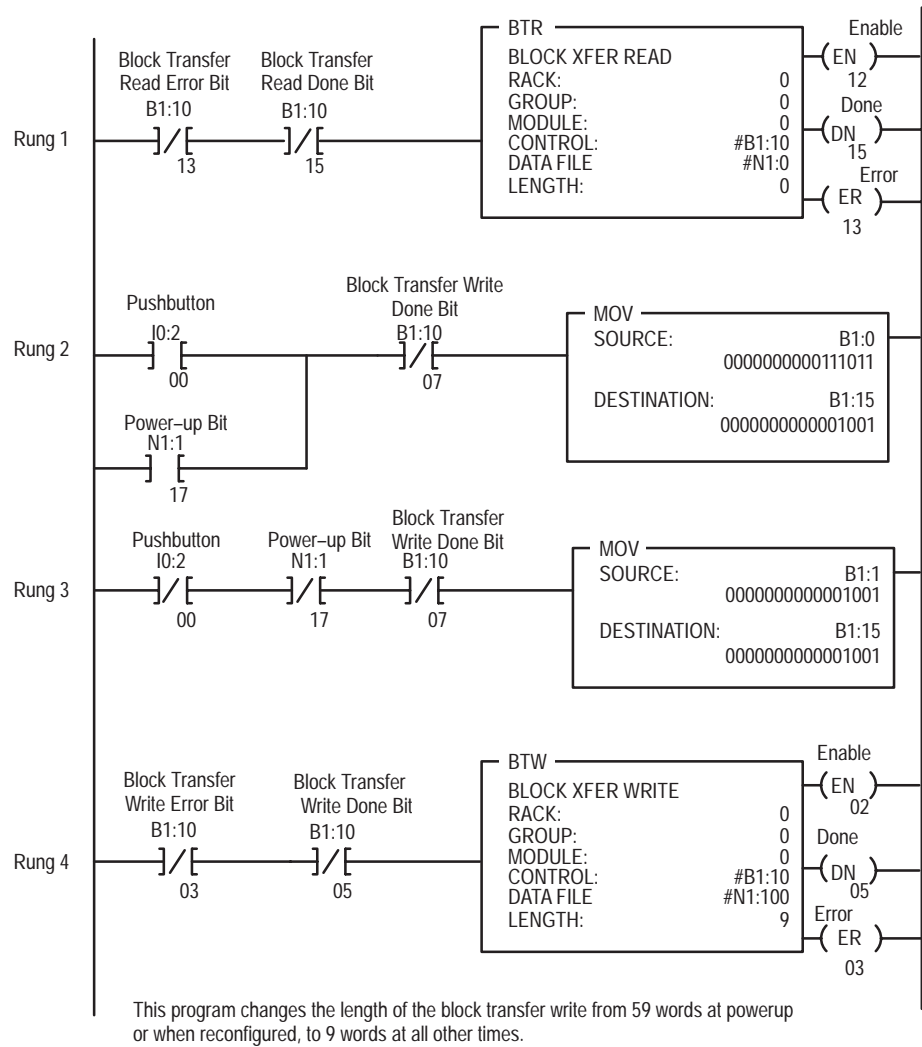 BTR
Enable
Block Transfer
Read Error Bit
Block Transfer
Read Done Bit
BLOCK XFER READ
EN
12
RACK: 0
GROUP: 0
MODULE: 0
CONTROL: #B1:10
DATA FILE #N1:0
LENGTH: 0
Done
DN
15
Error
ER
13
Rung 1
B1:10
13
B1:10
15
Pushbutton
Block Transfer Write
Done Bit
Rung 2
I0:2
00
B1:10
07
MOV
SOURCE: B1:0
0000000000111011
DESTINATION: B1:15
0000000000001001
Power–up Bit
N1:1
17
Pushbutton
Power–up Bit
Block Transfer
Write Done Bit
Rung 3
I0:2
00
N1:1
17
B1:10
07
MOV
SOURCE: B1:1
0000000000001001
DESTINATION: B1:15
0000000000001001
BTW
Enable
Block Transfer
Write Error Bit
Block Transfer
Write Done Bit
BLOCK XFER WRITE
EN
02
RACK: 0
GROUP: 0
MODULE: 0
CONTROL: #B1:10
DATA FILE #N1:100
LENGTH: 9
Done
DN
05
Error
ER
03
Rung 4
B1:10
03
B1:10
05
This program changes the length of the block transfer write from 59 words at powerup
or when reconfigured, to 9 words at all other times.